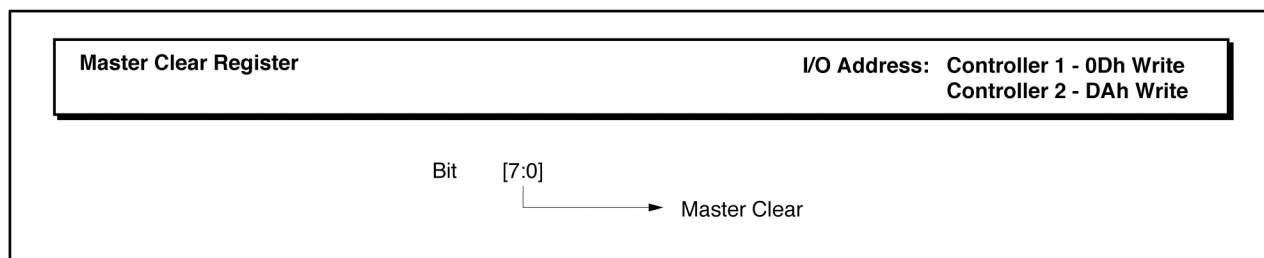 Master Clear Register
I/O Address: Controller 1 - 0Dh Write
Controller 2 - DAh Write
Bit [7:0]
Master Clear